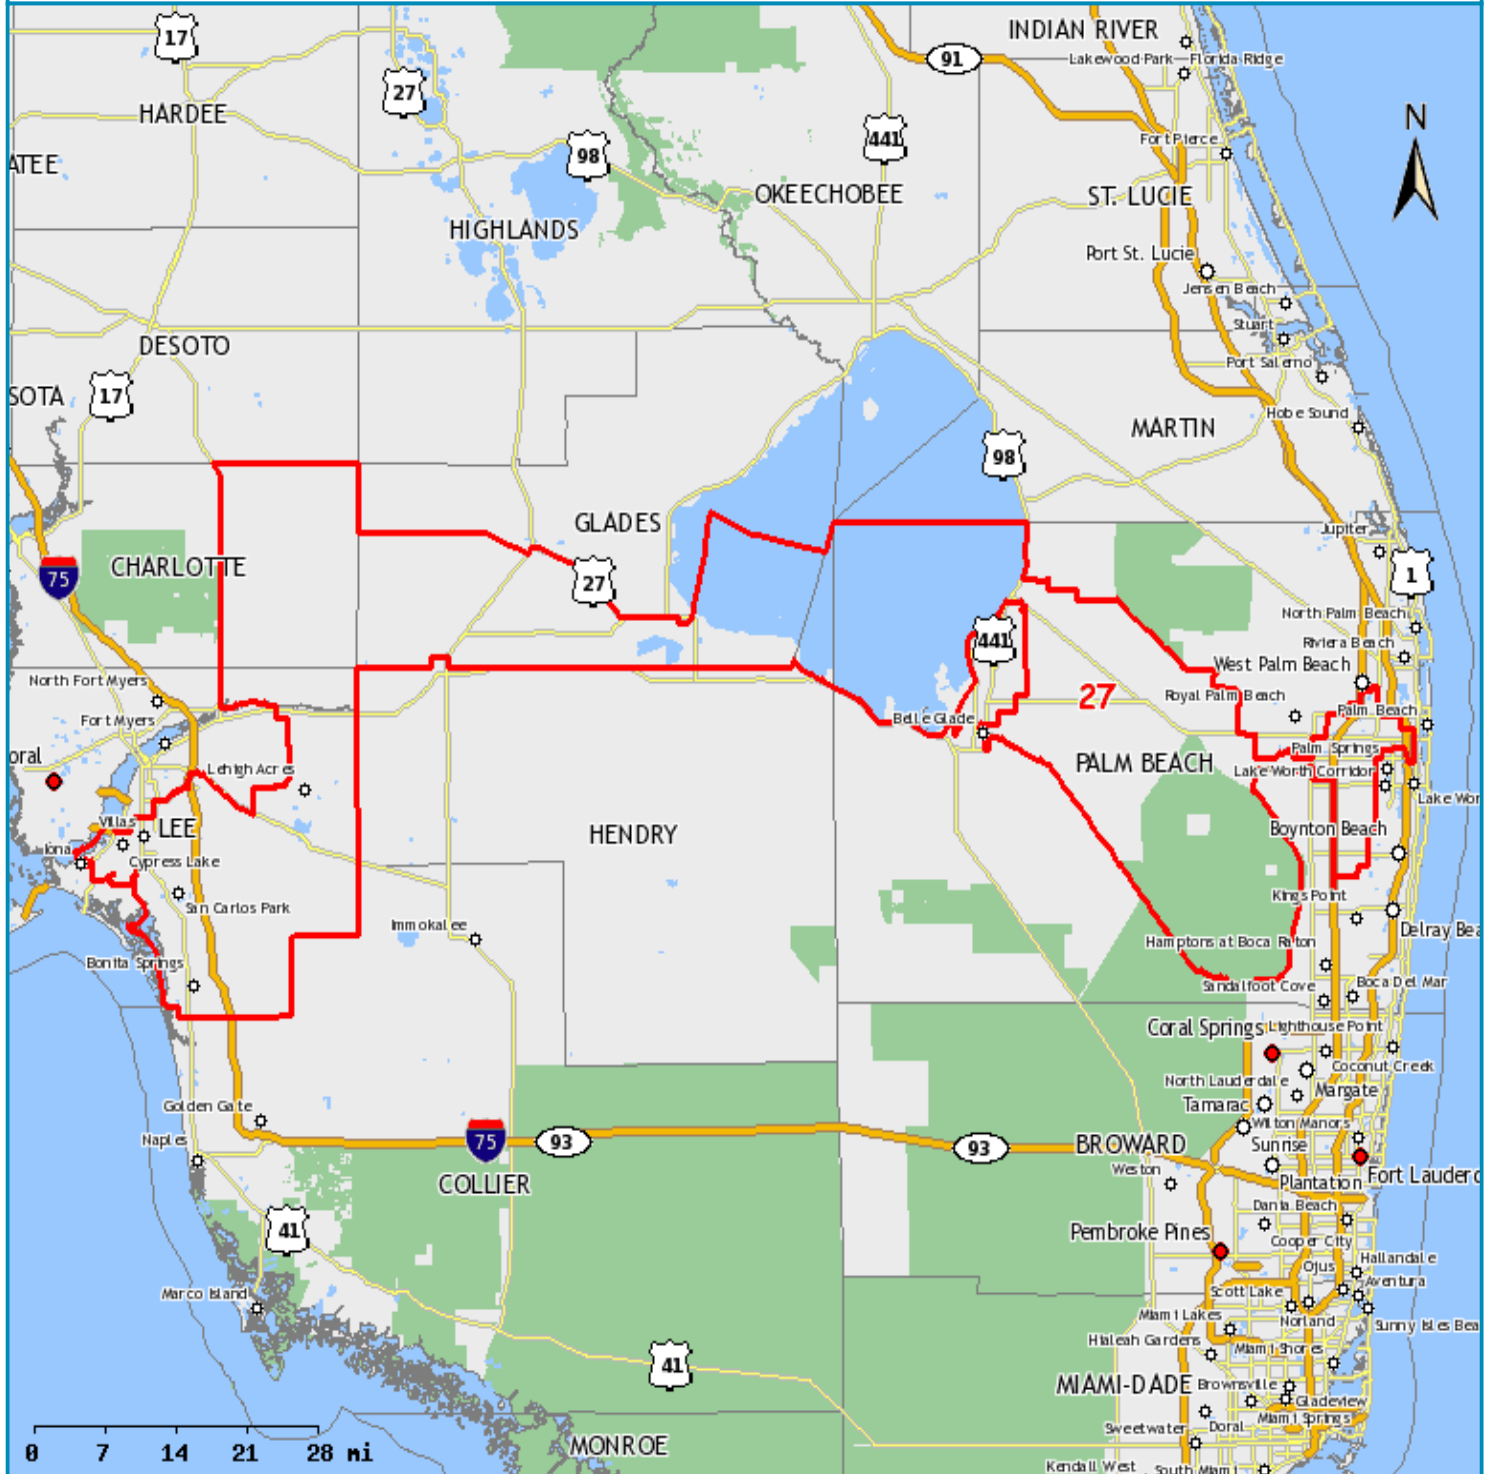 INDIAN RIVER
17
91
Lakewood Park
Florida Ridge
27
HARDEE
N
441
Fort Pierce
98
ATEE
OKEECHOBEE
ST. LUCIE
HIGHLANDS
Port St. Lucie
Jensen Beach
Stuart
DESOTO
Port Salerno
17
SOTA
Hobe Sound
MARTIN
98
GLADES
Jupiter
CHARLOTTE
75
27
1
North Palm Beach
441
Riviera Beach
West Palm Beach
North Fort Myers
27
Royal Palm Beach
Fort Myers
Belle Glade
Palm Beach
Palm Springs
oral
PALM BEACH
Lehigh Acres
Lake Worth Corridor
Lake Wor
Villas
LEE
HENDRY
Boynton Beach
Iona
Cypress Lake
Kings Point
San Carlos Park
Immokalee
Delray Bea
Hamptons at Boca Raton
Bonita Springs
Sandalfoot Cove
Boca Del Mar
Coral Springs
Lighthouse Point
Coconut Creek
North Lauderdale
Margate
Golden Gate
Tamarac
Wilton Manors
Naples
75
93
93
BROWARD
Sunrise
Weston
Fort Lauderd
COLLIER
Plantation
Dania Beach
41
Pembroke Pines
Cooper City
Hallandale
Ojus
Aventura
Marco Island
Scott Lake
Miami Lakes
Norland
Sunny Isles Bea
Hialeah Gardens
Miami Shores
41
MIAMI-DADE
Brownsville
Gladeview
Miami Springs
Sweetwater
Doral
MONROE
0 7 14 21 28 mi
Kendall West
South Miami